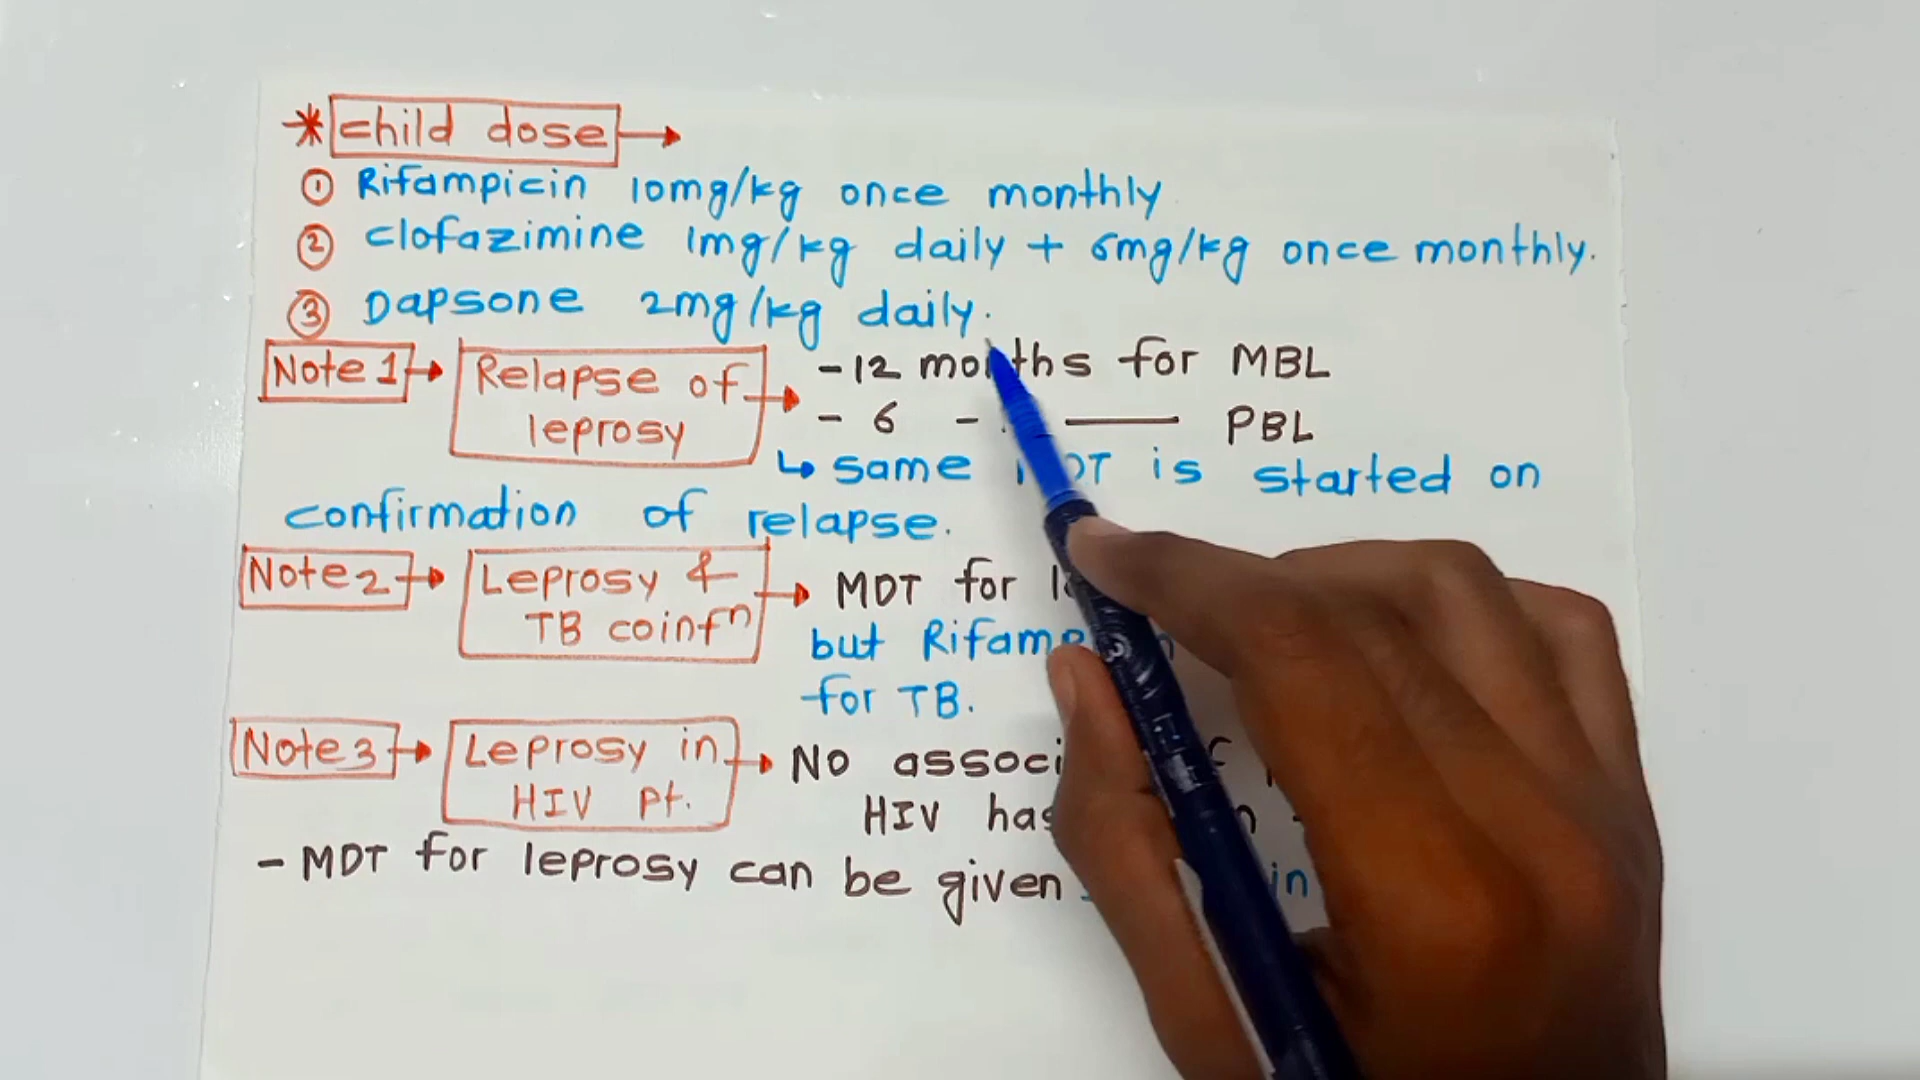 * child dose →
① Rifampicin 10mg/kg once monthly
② clofazimine 1mg/kg daily + 6mg/kg once monthly.
③ Dapsone 2mg/kg daily.
Note 1 → Relapse of leprosy → - 12 months for MBL
- 6 - PBL
↳ same is started on
confirmation of relapse.
Note 2 → Leprosy & TB coinfⁿ → MDT for
but
for TB.
Note 3 → Leprosy in HIV pt. → NO
HIV
- MDT for leprosy can be given in